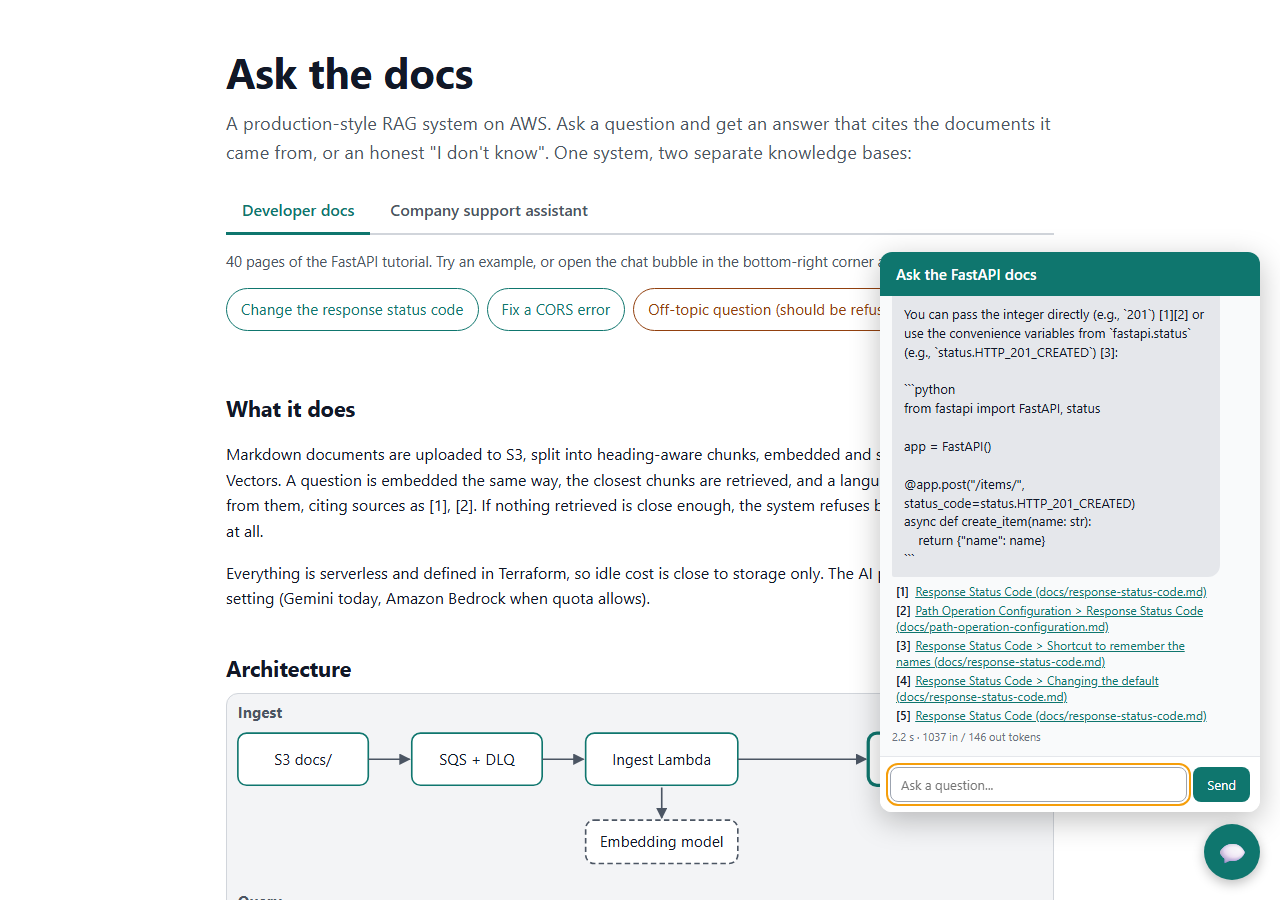 Ask the docs
A production-style RAG system on AWS. Ask a question and get an answer that cites the documents it
came from, or an honest "I don't know". One system, two separate knowledge bases:
Developer docs
Company support assistant
40 pages of the FastAPI tutorial. Try an example, or open the chat bubble in the bottom-right corner
Change the response status code
Fix a CORS error
Off-topic question (should be
What it does
Markdown documents are uploaded to S3, split into heading-aware chunks, embedded and
Vectors. A question is embedded the same way, the closest chunks are retrieved, and a
from them, citing sources as [1], [2]. If nothing retrieved is close enough, the system refuses
at all.
Everything is serverless and defined in Terraform, so idle cost is close to storage only. The AI
setting (Gemini today, Amazon Bedrock when quota allows).
Architecture
Ingest
S3 docs/
SQS + DLQ
Ingest Lambda
Embedding model
Ask the FastAPI docs
You can pass the integer directly (e.g., `201`) [1][2] or
use the convenience variables from `fastapi.status`
(e.g., `status.HTTP_201_CREATED`) [3]:
```python
from fastapi import FastAPI, status
app = FastAPI()
@app.post("/items/",
status_code=status.HTTP_201_CREATED)
async def create_item(name: str):
return {"name": name}
```
[1] Response Status Code (docs/response-status-code.md)
[2] Path Operation Configuration > Response Status Code
(docs/path-operation-configuration.md)
[3] Response Status Code > Shortcut to remember the
names (docs/response-status-code.md)
[4] Response Status Code > Changing the default
(docs/response-status-code.md)
[5] Response Status Code (docs/response-status-code.md)
2.2 s · 1037 in / 146 out tokens
Ask a question...
Send